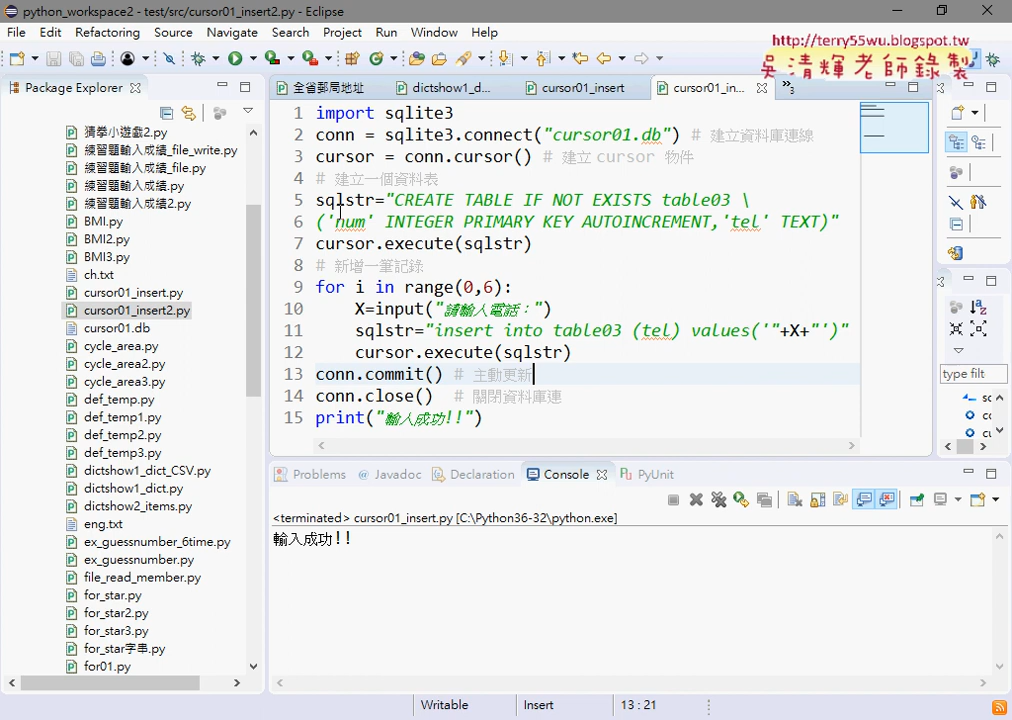 python_workspace2 - test/src/cursor01_insert2.py - Eclipse
File Edit Refactoring Source Navigate Search Project Run Window Help
http://terry55wu.blogspot.tw
吳清輝老師錄製
Package Explorer
全省郵局地址 dictshow1_d... cursor01_insert cursor01_in... »3
猜拳小遊戲2.py
練習題輸入成績_file_write.py
練習題輸入成績_file.py
練習題輸入成績.py
練習題輸入成績2.py
BMI.py
BMI2.py
BMI3.py
ch.txt
cursor01_insert.py
cursor01_insert2.py
cursor01.db
cycle_area.py
cycle_area2.py
cycle_area3.py
def_temp.py
def_temp1.py
def_temp2.py
def_temp3.py
dictshow1_dict_CSV.py
dictshow1_dict.py
dictshow2_items.py
eng.txt
ex_guessnumber_6time.py
ex_guessnumber.py
file_read_member.py
for_star.py
for_star2.py
for_star3.py
for_star字串.py
for01.py
1 import sqlite3
2 conn = sqlite3.connect("cursor01.db") # 建立資料庫連線
3 cursor = conn.cursor() # 建立 cursor 物件
4 # 建立一個資料表
5 sqlstr="CREATE TABLE IF NOT EXISTS table03 \
6 ('num' INTEGER PRIMARY KEY AUTOINCREMENT,'tel' TEXT)"
7 cursor.execute(sqlstr)
8 # 新增一筆記錄
9 for i in range(0,6):
10 X=input("請輸入電話：")
11 sqlstr="insert into table03 (tel) values('"+X+"')"
12 cursor.execute(sqlstr)
13 conn.commit() # 主動更新
14 conn.close() # 關閉資料庫連
15 print("輸入成功!!")
type filt
Problems @ Javadoc Declaration Console PyUnit
<terminated> cursor01_insert.py [C:\Python36-32\python.exe]
輸入成功!!
Writable Insert 13 : 21